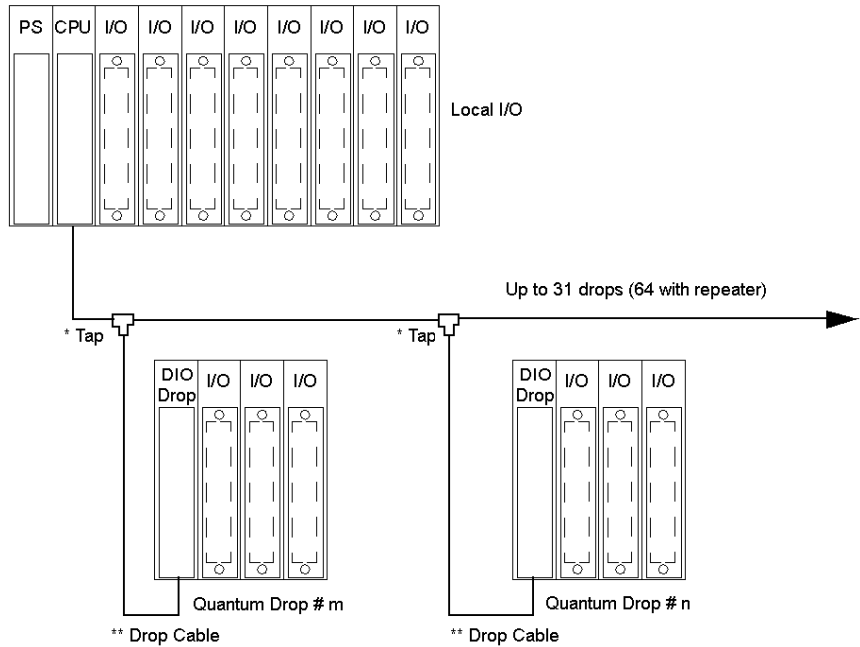 PS CPU I/O I/O I/O I/O I/O I/O I/O I/O
Local I/O
Up to 31 drops (64 with repeater)
* Tap
* Tap
DIO Drop I/O I/O I/O
DIO Drop I/O I/O I/O
Quantum Drop # m
Quantum Drop # n
** Drop Cable
** Drop Cable